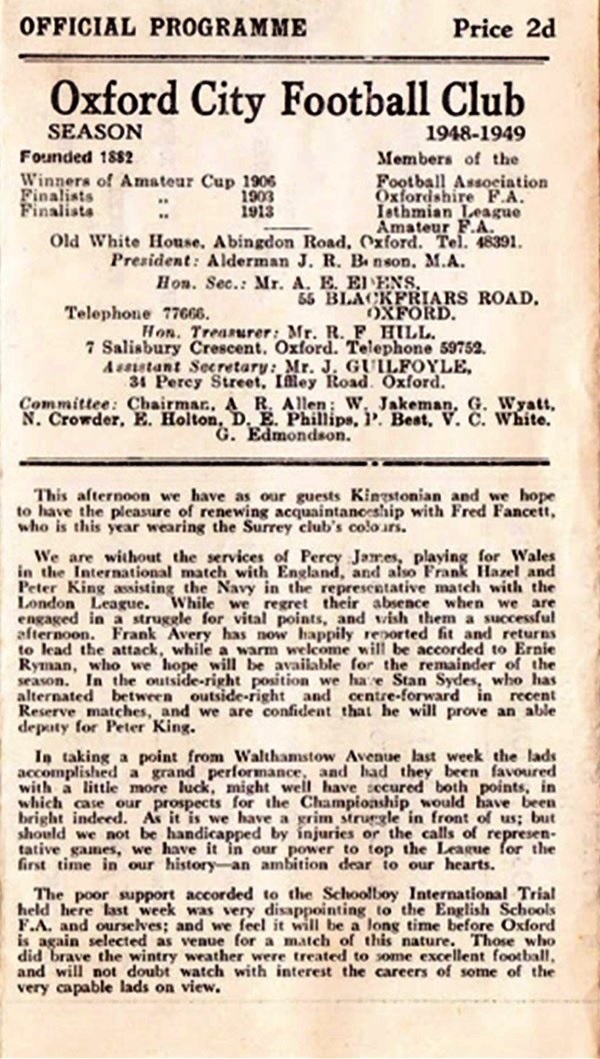 OFFICIAL PROGRAMME Price 2d
Oxford City Football Club
SEASON 1948-1949
Founded 1882 Members of the
Winners of Amateur Cup 1906 Football Association
Finalists „ 1903 Oxfordshire F.A.
Finalists „ 1913 Isthmian League
Amateur F.A.
Old White House, Abingdon Road, Oxford. Tel. 48391.
President: Alderman J. R. Benson, M.A.
Hon. Sec.: Mr. A. E.
55 BLACKFRIARS ROAD,
Telephone 77666. OXFORD.
Hon. Treasurer: Mr. R. F HILL.
7 Salisbury Crescent, Oxford. Telephone 59752.
Assistant Secretary: Mr. J. GUILFOYLE,
34 Percy Street, Iffley Road Oxford.
Committee: Chairman, A R. Allen; W. Jakeman, G. Wyatt,
N. Crowder, E. Holton, D. E. Phillips, P. Best, V. C. White,
G. Edmondson.
This afternoon we have as our guests Kingstonian and we hope
to have the pleasure of renewing acquaintanceship with Fred Fancett,
who is this year wearing the Surrey club's colours.
We are without the services of Percy James, playing for Wales
in the International match with England, and also Frank Hazel and
Peter King assisting the Navy in the representative match with the
London League. While we regret their absence when we are
engaged in a struggle for vital points, and wish them a successful
afternoon. Frank Avery has now happily reported fit and returns
to lead the attack, while a warm welcome will be accorded to Ernie
Ryman, who we hope will be available for the remainder of the
season. In the outside-right position we have Stan Sydes, who has
alternated between outside-right and centre-forward in recent
Reserve matches, and we are confident that he will prove an able
deputy for Peter King.
In taking a point from Walthamstow Avenue last week the lads
accomplished a grand performance, and had they been favoured
with a little more luck, might well have secured both points, in
which case our prospects for the Championship would have been
bright indeed. As it is we have a grim struggle in front of us; but
should we not be handicapped by injuries or the calls of represen-
tative games, we have it in our power to top the League for the
first time in our history—an ambition dear to our hearts.
The poor support accorded to the Schoolboy International Trial
held here last week was very disappointing to the English Schools
F.A. and ourselves; and we feel it will be a long time before Oxford
is again selected as venue for a match of this nature. Those who
did brave the wintry weather were treated to some excellent football,
and will not doubt watch with interest the careers of some of the
very capable lads on view.